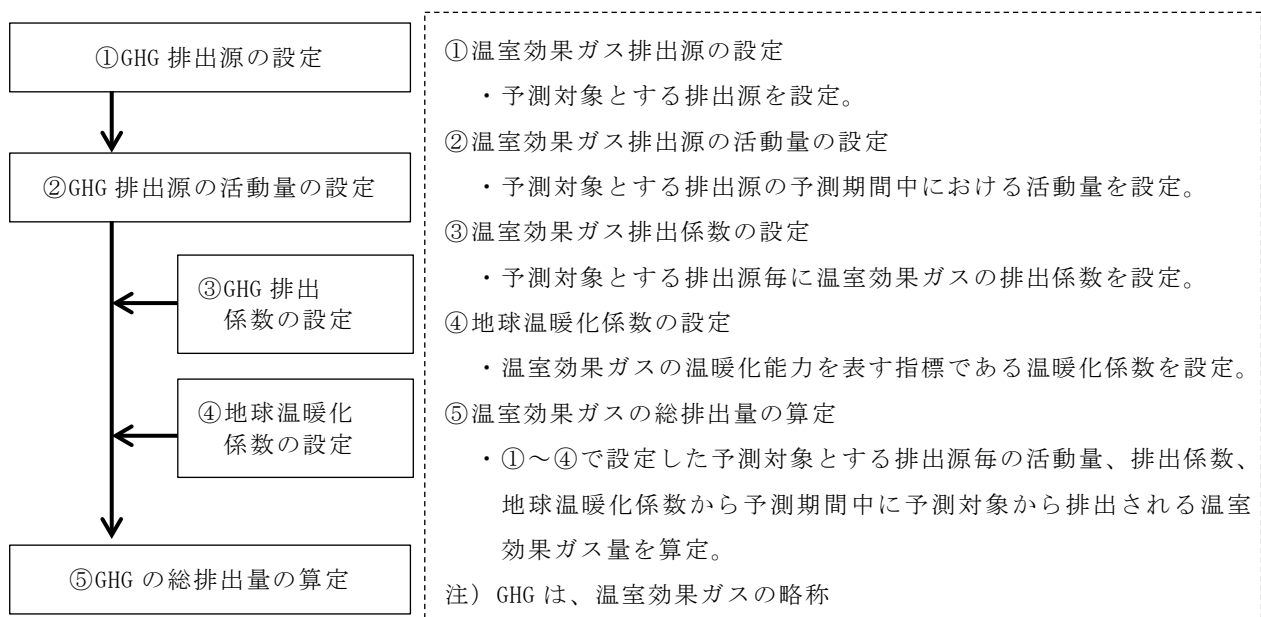 ①GHG 排出源の設定
②GHG 排出源の活動量の設定
③GHG 排出
係数の設定
④地球温暖化
係数の設定
⑤GHG の総排出量の算定
①温室効果ガス排出源の設定
・予測対象とする排出源を設定。
②温室効果ガス排出源の活動量の設定
・予測対象とする排出源の予測期間中における活動量を設定。
③温室効果ガス排出係数の設定
・予測対象とする排出源毎に温室効果ガスの排出係数を設定。
④地球温暖化係数の設定
・温室効果ガスの温暖化能力を表す指標である温暖化係数を設定。
⑤温室効果ガスの総排出量の算定
・①～④で設定した予測対象とする排出源毎の活動量、排出係数、
地球温暖化係数から予測期間中に予測対象から排出される温室
効果ガス量を算定。
注）GHG は、温室効果ガスの略称